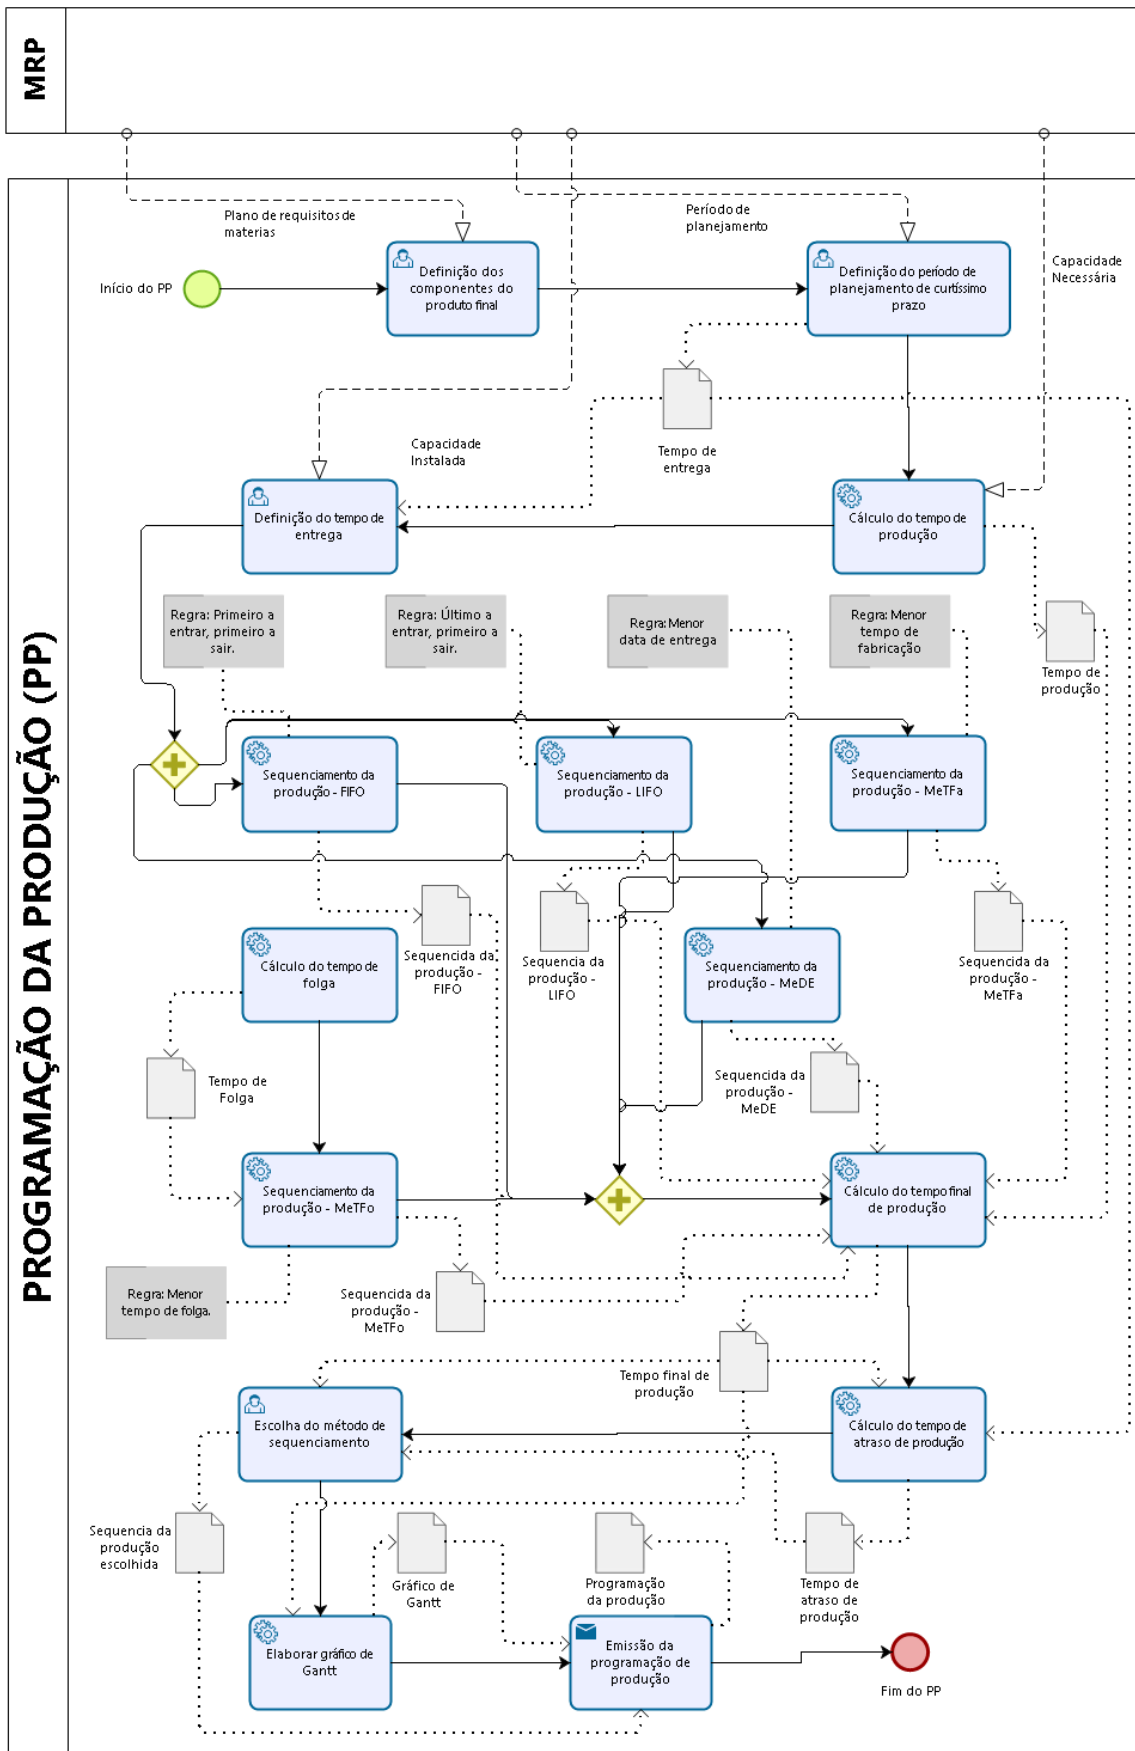 MRP
PROGRAMAÇÃO DA PRODUÇÃO (PP)
Plano de requisitos de
materias
Período de
planejamento
Capacidade
Necessária
Início do PP
Definição dos
componentes do
produto final
Definição do período de
planejamento de curtíssimo
prazo
Capacidade
Instalada
Tempo de
entrega
Definição do tempo de
entrega
Cálculo do tempo de
produção
Regra: Primeiro a
entrar, primeiro a
sair.
Regra: Último a
entrar, primeiro a
sair.
Regra: Menor
data de entrega
Regra: Menor
tempo de
fabricação
Tempo de
produção
Sequenciamento da
produção - FIFO
Sequenciamento da
produção - LIFO
Sequenciamento da
produção - MeTFa
Sequencida da
produção -
FIFO
Sequencia da
produção -
LIFO
Sequencida da
produção -
MeTFa
Cálculo do tempo de
folga
Sequenciamento da
produção - MeDE
Tempo de
Folga
Sequencida da
produção -
MeDE
Sequenciamento da
produção - MeTFo
Cálculo do tempo final
de produção
Regra: Menor
tempo de folga.
Sequencida da
produção -
MeTFo
Tempo final de
produção
Escolha do método de
sequenciamento
Cálculo do tempo de
atraso de produção
Sequencia da
produção
escolhida
Gráfico de
Gantt
Programação
da produção
Tempo de
atraso de
produção
Elaborar gráfico de
Gantt
Emissão da
programação de
produção
Fim do PP